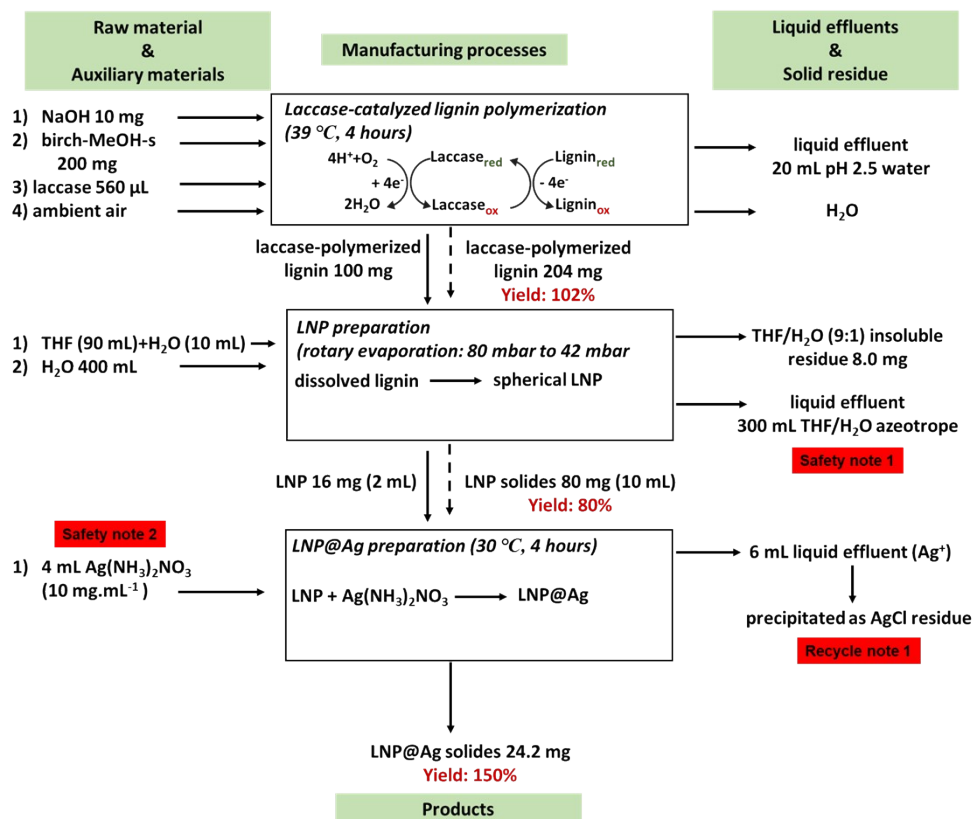 Raw material
&
Auxiliary materials
Manufacturing processes
Liquid effluents
&
Solid residue
1) NaOH 10 mg
2) birch-MeOH-s
200 mg
3) laccase 560 µL
4) ambient air
Laccase-catalyzed lignin polymerization
(39 °C, 4 hours)
4H⁺+O₂
+ 4e⁻
2H₂O
Laccase_red
Laccase_ox
Lignin_red
- 4e⁻
Lignin_ox
liquid effluent
20 mL pH 2.5 water
H₂O
laccase-polymerized
lignin 100 mg
laccase-polymerized
lignin 204 mg
Yield: 102%
1) THF (90 mL)+H₂O (10 mL)
2) H₂O 400 mL
LNP preparation
(rotary evaporation: 80 mbar to 42 mbar
dissolved lignin
spherical LNP
THF/H₂O (9:1) insoluble
residue 8.0 mg
liquid effluent
300 mL THF/H₂O azeotrope
Safety note 1
LNP 16 mg (2 mL)
LNP solides 80 mg (10 mL)
Yield: 80%
Safety note 2
1) 4 mL Ag(NH₃)₂NO₃
(10 mg.mL⁻¹ )
LNP@Ag preparation (30 °C, 4 hours)
LNP + Ag(NH₃)₂NO₃
LNP@Ag
6 mL liquid effluent (Ag⁺)
precipitated as AgCl residue
Recycle note 1
LNP@Ag solides 24.2 mg
Yield: 150%
Products